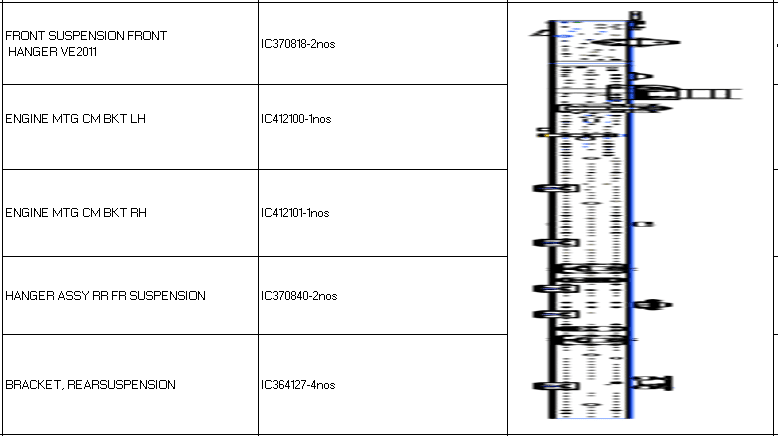 FRONT SUSPENSION FRONT
HANGER VE2011
IC370818-2nos
ENGINE MTG CM BKT LH
IC412100-1nos
ENGINE MTG CM BKT RH
IC412101-1nos
HANGER ASSY RR FR SUSPENSION
IC370840-2nos
BRACKET, REARSUSPENSION
IC364127-4nos